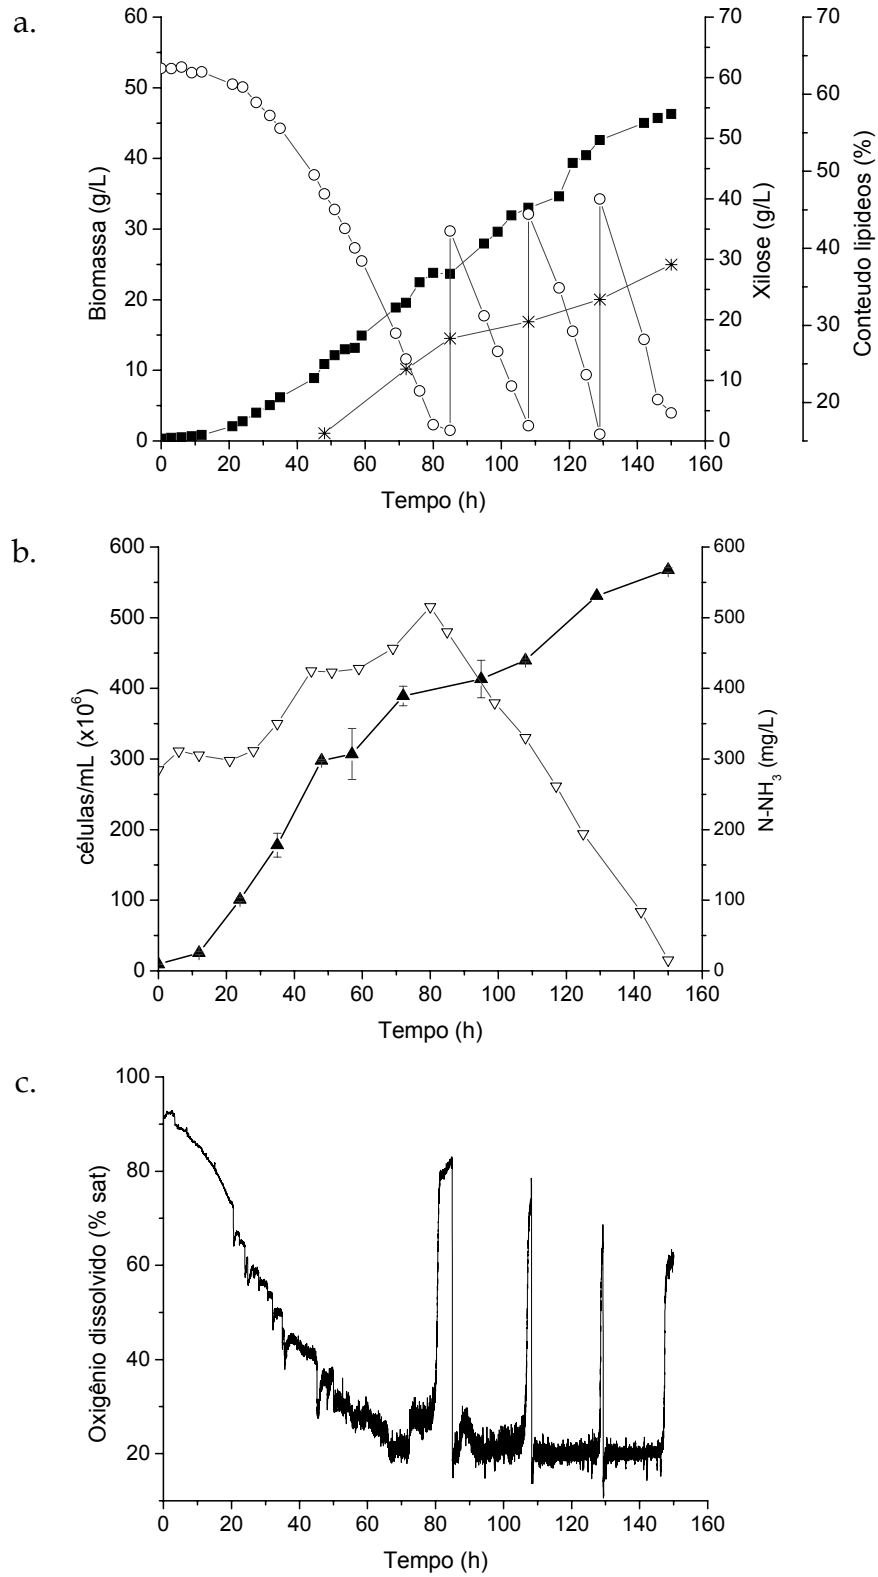 a.
60
50
40
30
20
10
0
Biomassa (g/L)
70
60
50
40
30
20
10
0
Xilose (g/L)
70
60
50
40
30
20
Conteudo lipideos (%)
0 20 40 60 80 100 120 140 160
Tempo (h)
b.
600
500
400
300
200
100
0
células/mL (x10⁶)
600
500
400
300
200
100
0
N-NH₃ (mg/L)
0 20 40 60 80 100 120 140 160
Tempo (h)
c.
100
80
60
40
20
Oxigênio dissolvido (% sat)
0 20 40 60 80 100 120 140 160
Tempo (h)